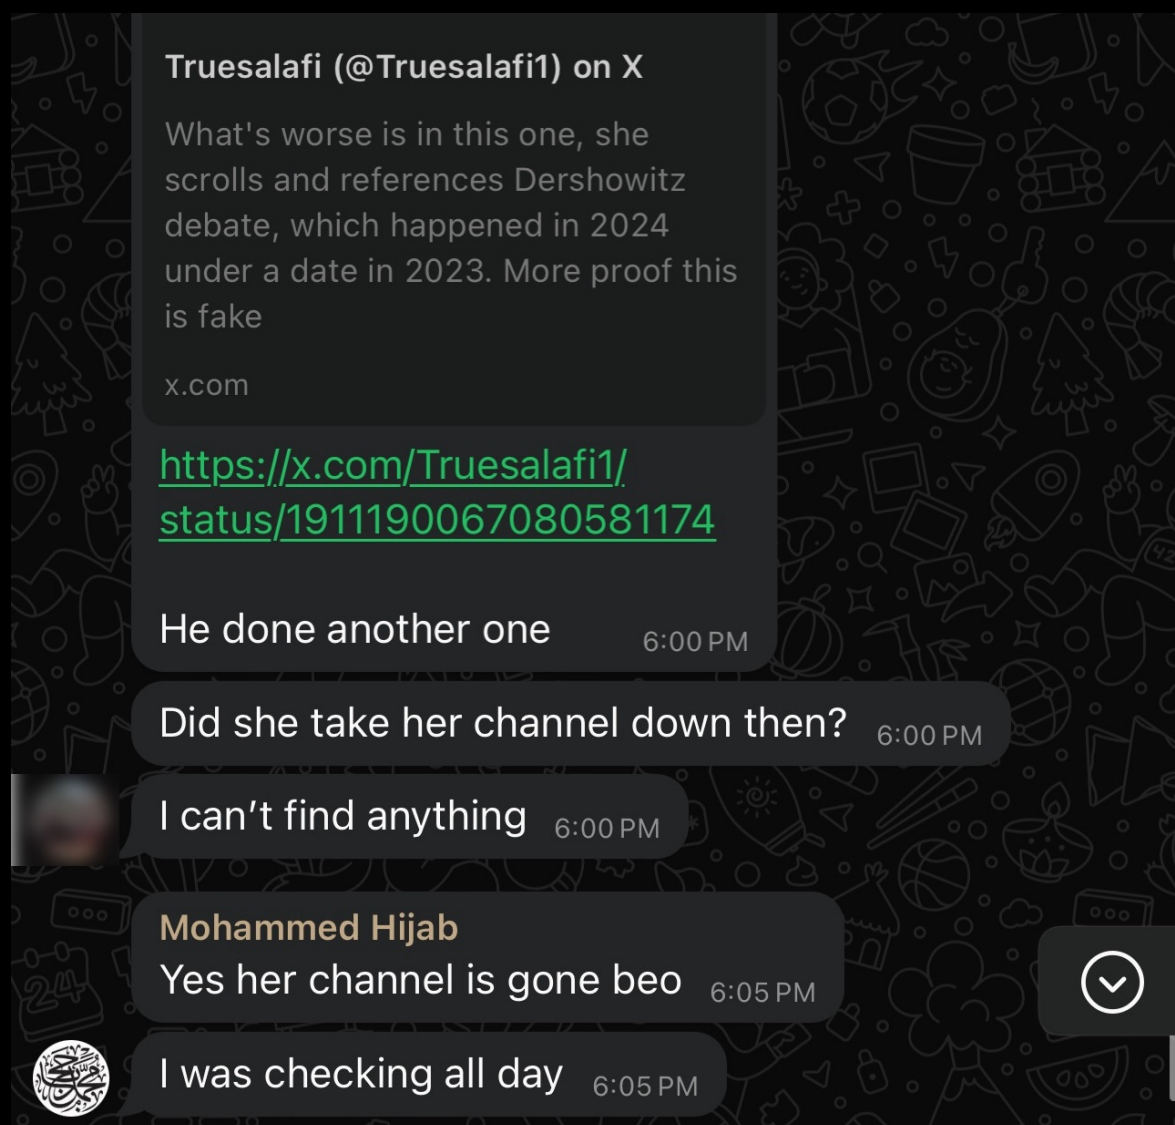 Truesalafi (@Truesalafi1) on X
What's worse is in this one, she
scrolls and references Dershowitz
debate, which happened in 2024
under a date in 2023. More proof this
is fake
x.com
https://x.com/Truesalafi1/
status/1911190067080581174
He done another one 6:00 PM
Did she take her channel down then? 6:00 PM
I can't find anything 6:00 PM
Mohammed Hijab
Yes her channel is gone beo 6:05 PM
I was checking all day 6:05 PM